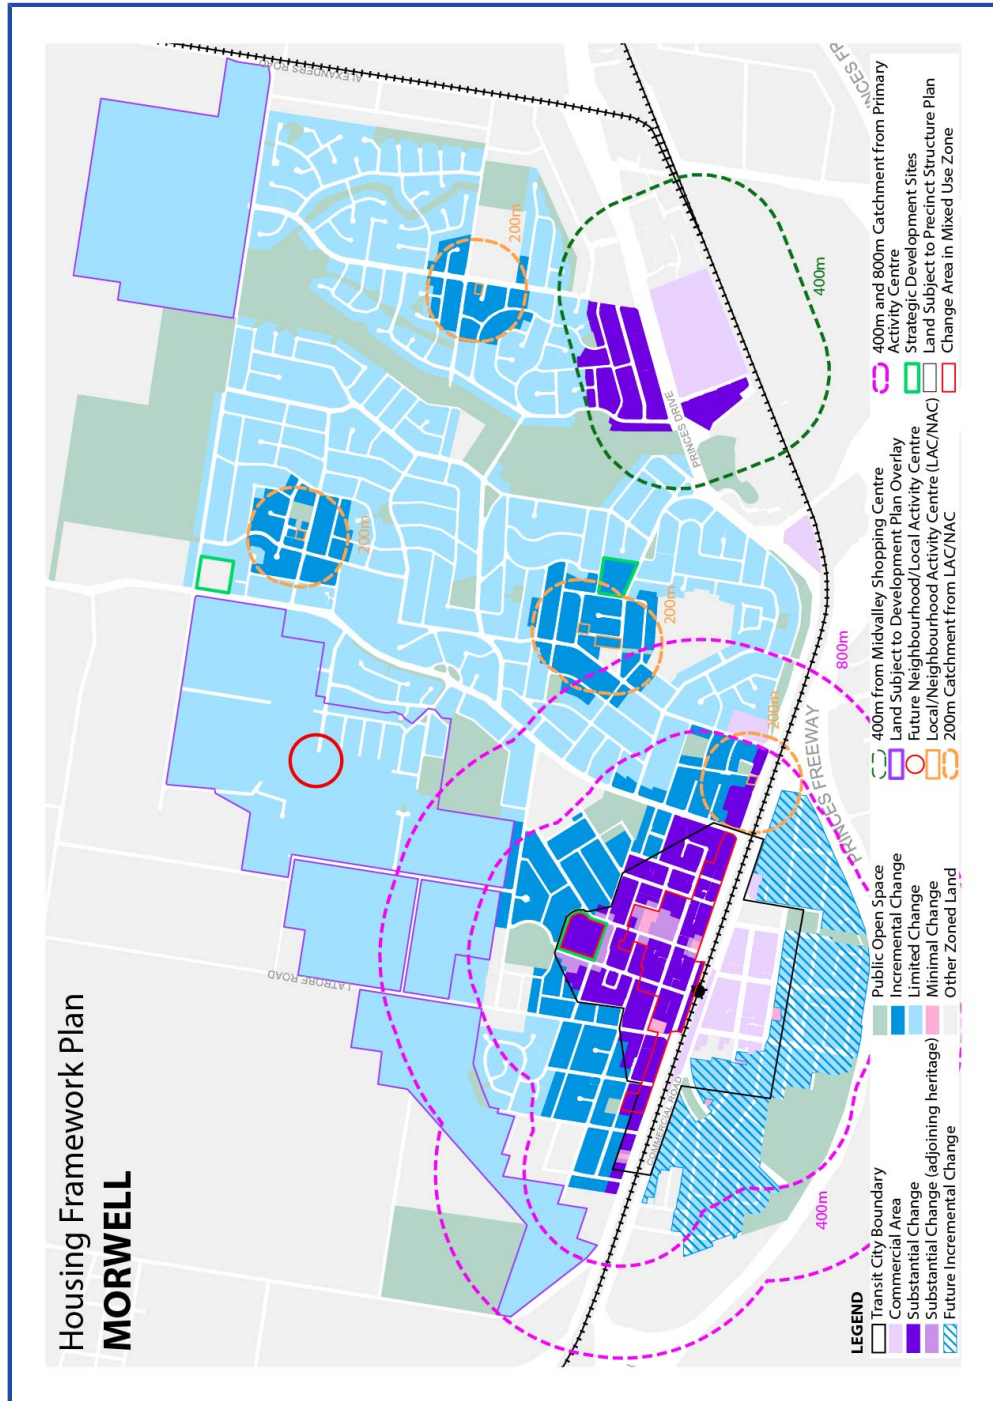 Housing Framework Plan
MORWELL
ALEXANDERS ROAD
LATROBE ROAD
PRINCES DRIVE
COMMERCIAL ROAD
PRINCES FREEWAY
PRINCES FR
200m
200m
200m
200m
400m
800m
400m
LEGEND
Transit City Boundary
Commercial Area
Substantial Change
Substantial Change (adjoining heritage)
Future Incremental Change
Public Open Space
Incremental Change
Limited Change
Minimal Change
Other Zoned Land
400m from Midvalley Shopping Centre
Land Subject to Development Plan Overlay
Future Neighbourhood/Local Activity Centre
Local/Neighbourhood Activity Centre (LAC/NAC)
200m Catchment from LAC/NAC
400m and 800m Catchment from Primary
Activity Centre
Strategic Development Sites
Land Subject to Precinct Structure Plan
Change Area in Mixed Use Zone